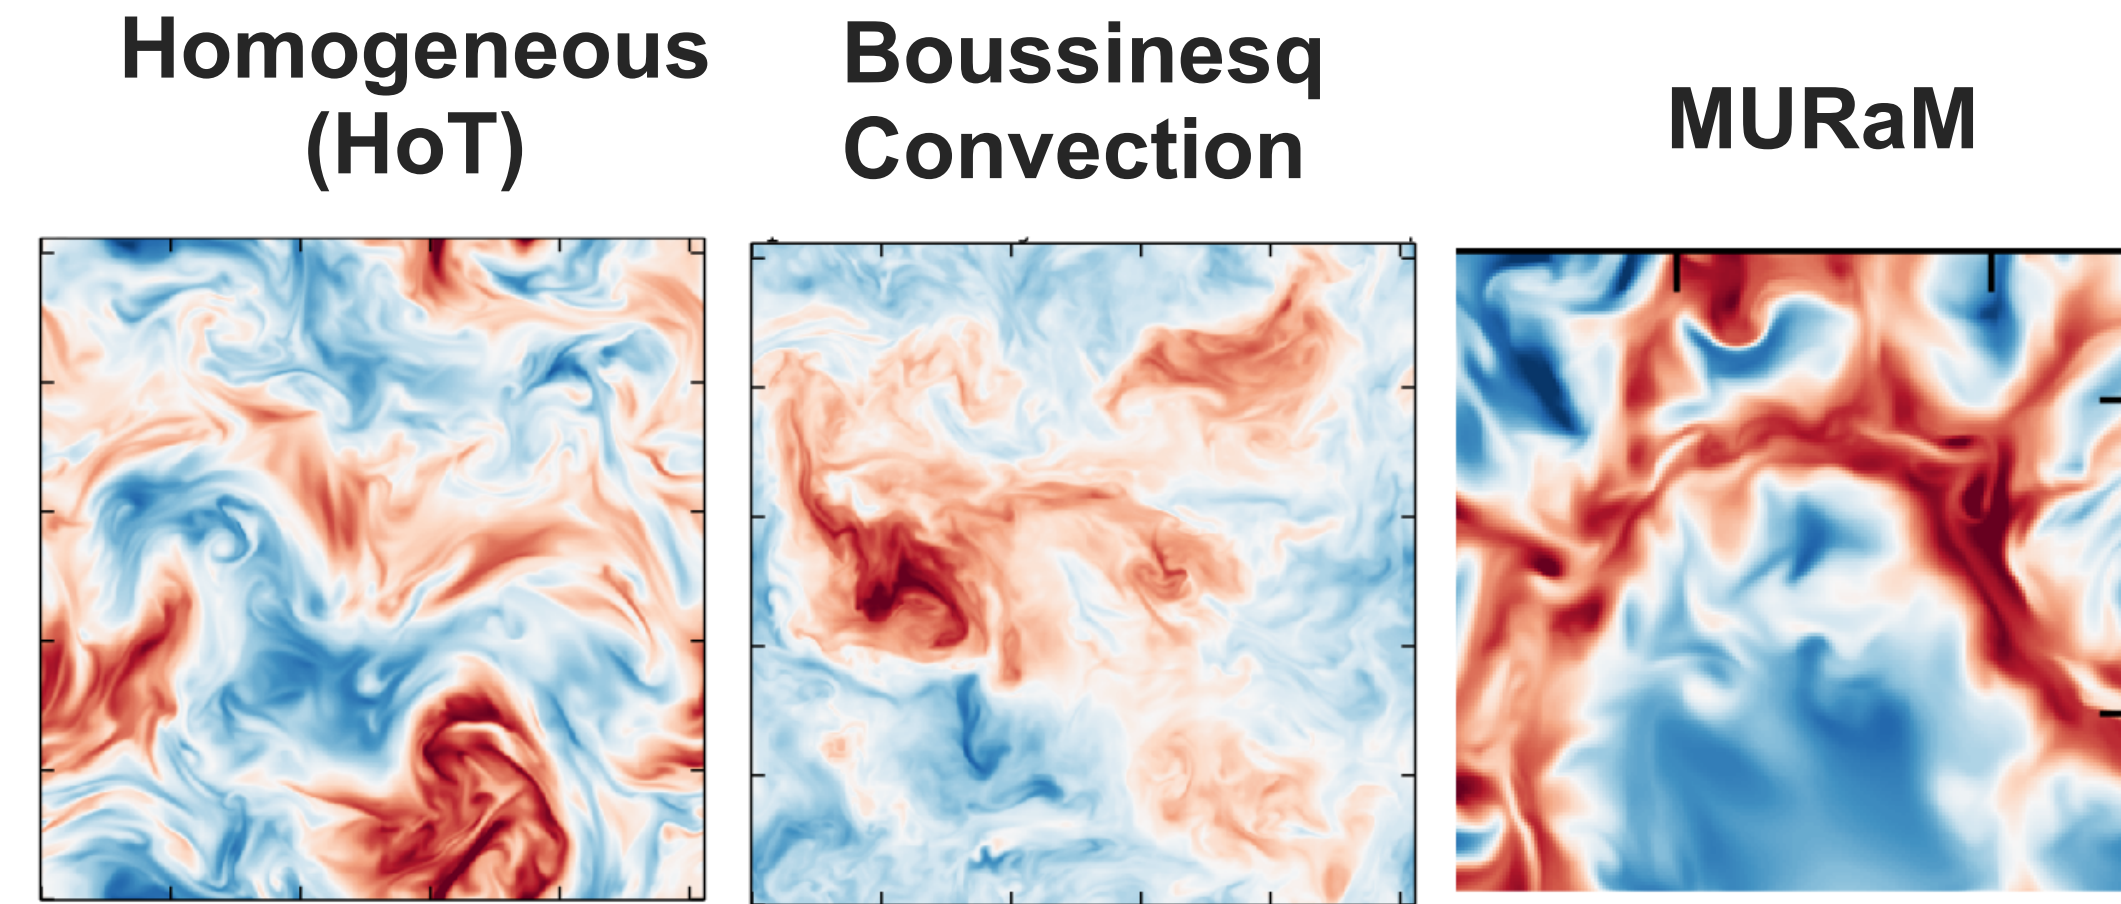 Homogeneous
(HoT)
Boussinesq
Convection
MURaM